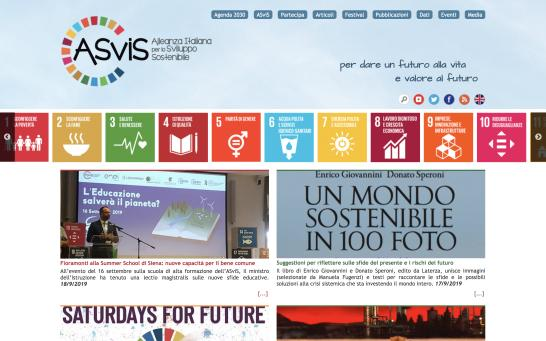 Agenda 2030 ASviS Partecipa Articoli Festival Pubblicazioni Dati Eventi Media
ASviS
Alleanza Italiana
per lo Sviluppo
Sostenibile
per dare un futuro alla vita
e valore al futuro
1 SCONFIGGERE
LA POVERTÀ
2 SCONFIGGERE
LA FAME
3 SALUTE
E BENESSERE
4 ISTRUZIONE
DI QUALITÀ
5 PARITÀ DI GENERE
6 ACQUA PULITA
E SERVIZI
IGIENICO-SANITARI
7 ENERGIA PULITA
E ACCESSIBILE
8 LAVORO DIGNITOSO
E CRESCITA
ECONOMICA
9 IMPRESE,
INNOVAZIONE E
INFRASTRUTTURE
10 RIDURRE LE
DISUGUAGLIANZE
L'Educazione
salverà il pianeta?
16 Settembre 2019
Enrico Giovannini Donato Speroni
UN MONDO
SOSTENIBILE
IN 100 FOTO
Fioramonti alla Summer School di Siena: nuove capacità per il bene comune
All'evento del 16 settembre sulla scuola di alta formazione dell'ASviS, il ministro
dell'Istruzione ha tenuto una lectio magistralis sulle nuove sfide educative.
18/9/2019
[...]
Suggestioni per riflettere sulle sfide del presente e i rischi del futuro
Il libro di Enrico Giovannini e Donato Speroni, edito da Laterza, unisce immagini
(selezionate da Manuela Fugenzi) e testi per raccontare le sfide e le possibili
soluzioni alla crisi sistemica che sta investendo il mondo intero. 17/9/2019
[...]
SATURDAYS FOR FUTURE